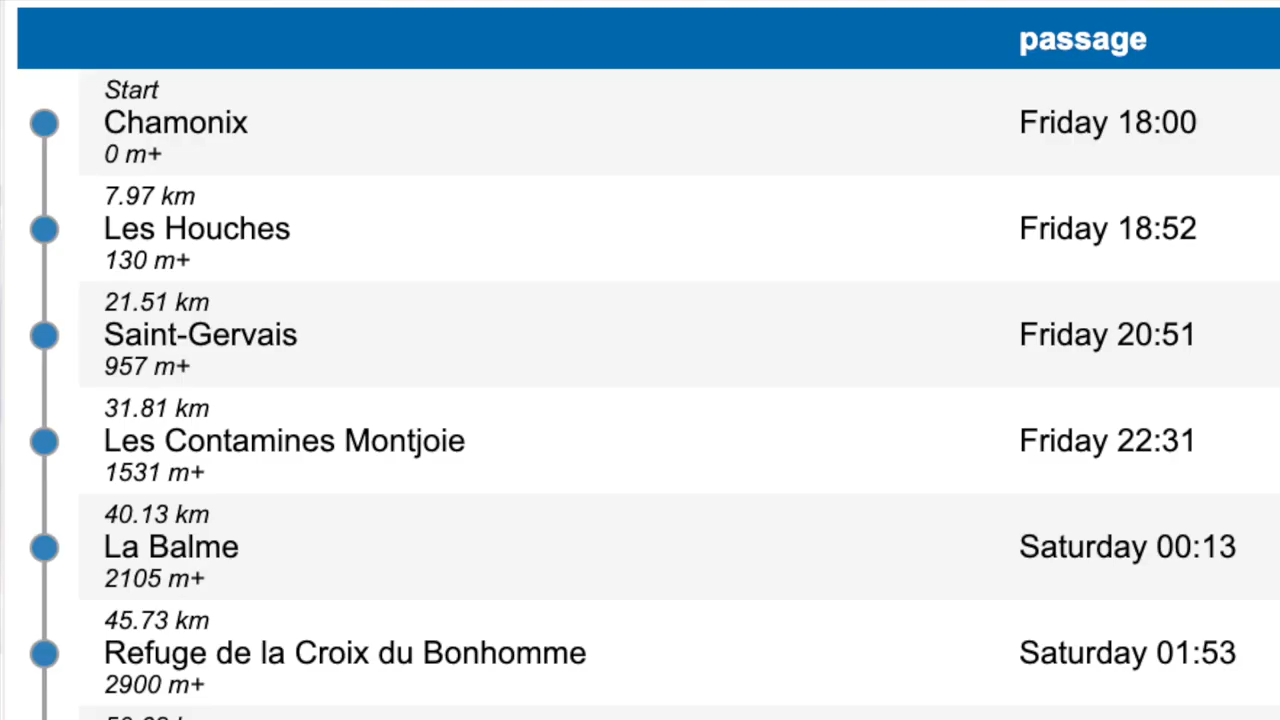 passage
Start
Chamonix
Friday 18:00
0 m+
7.97 km
Les Houches
Friday 18:52
130 m+
21.51 km
Saint-Gervais
Friday 20:51
957 m+
31.81 km
Les Contamines Montjoie
Friday 22:31
1531 m+
40.13 km
La Balme
Saturday 00:13
2105 m+
45.73 km
Refuge de la Croix du Bonhomme
Saturday 01:53
2900 m+